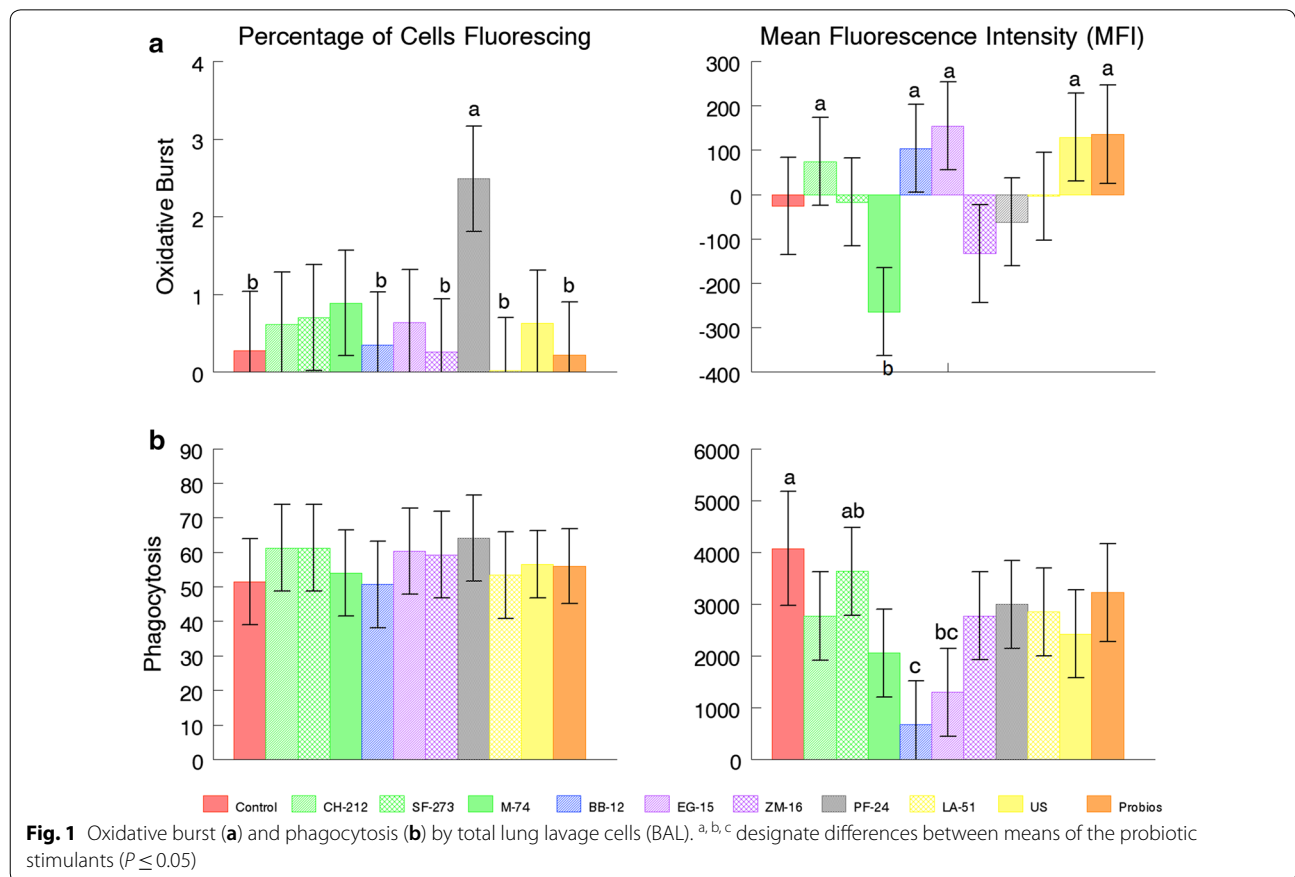 a
Percentage of Cells Fluorescing
Mean Fluorescence Intensity (MFI)
Oxidative Burst
4
3
2
1
0
b
b
b
a
b
b
300
200
100
0
-100
-200
-300
-400
a
b
a
a
a
a
b
Phagocytosis
90
80
70
60
50
40
30
20
10
0
6000
5000
4000
3000
2000
1000
0
a
ab
c
bc
Control CH-212 SF-273 M-74 BB-12 EG-15 ZM-16 PF-24 LA-51 US Probios
Fig. 1 Oxidative burst (a) and phagocytosis (b) by total lung lavage cells (BAL). a, b, c designate differences between means of the probiotic
stimulants (P ≤ 0.05)